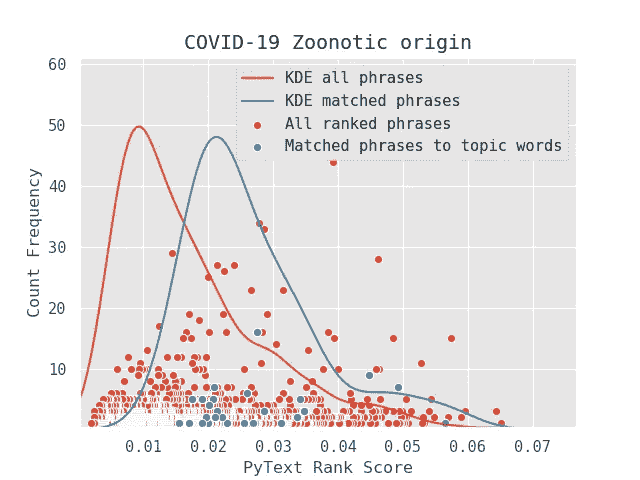 COVID-19 Zoonotic origin
KDE all phrases
KDE matched phrases
All ranked phrases
Matched phrases to topic words
Count Frequency
60
50
40
30
20
10
0.01 0.02 0.03 0.04 0.05 0.06 0.07
PyText Rank Score